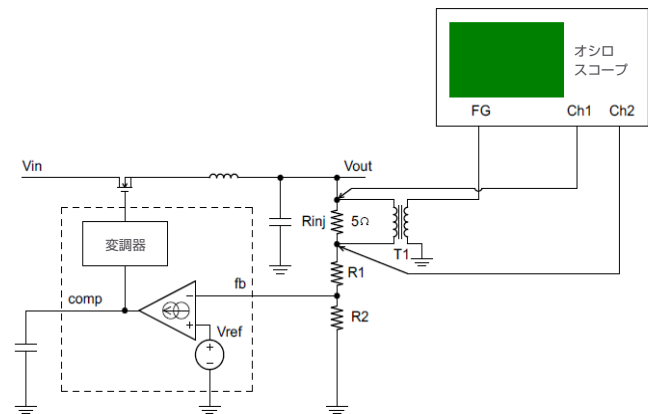 オシロ
スコープ
FG
Ch1
Ch2
Vin
Vout
Rinj
5Ω
変調器
T1
R1
comp
fb
R2
Vref